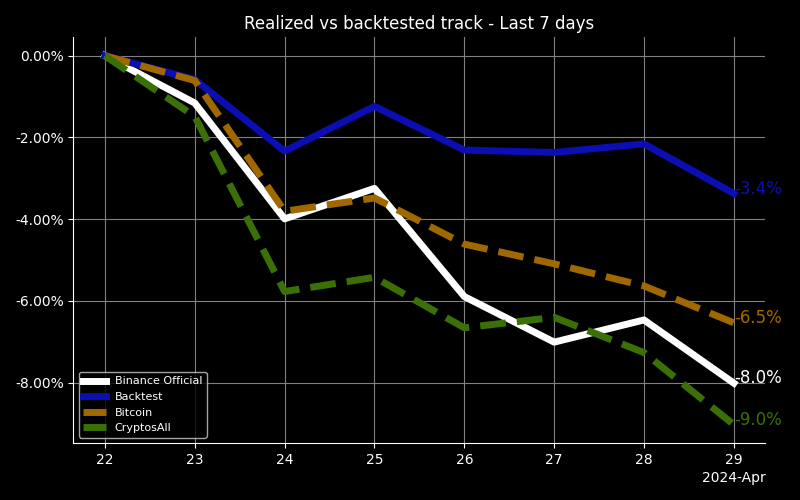 Realized vs backtested track - Last 7 days
0.00%
-2.00%
-4.00%
-6.00%
-8.00%
-3.4%
-6.5%
-8.0%
-9.0%
Binance Official
Backtest
Bitcoin
CryptosAll
22 23 24 25 26 27 28 29
2024-Apr